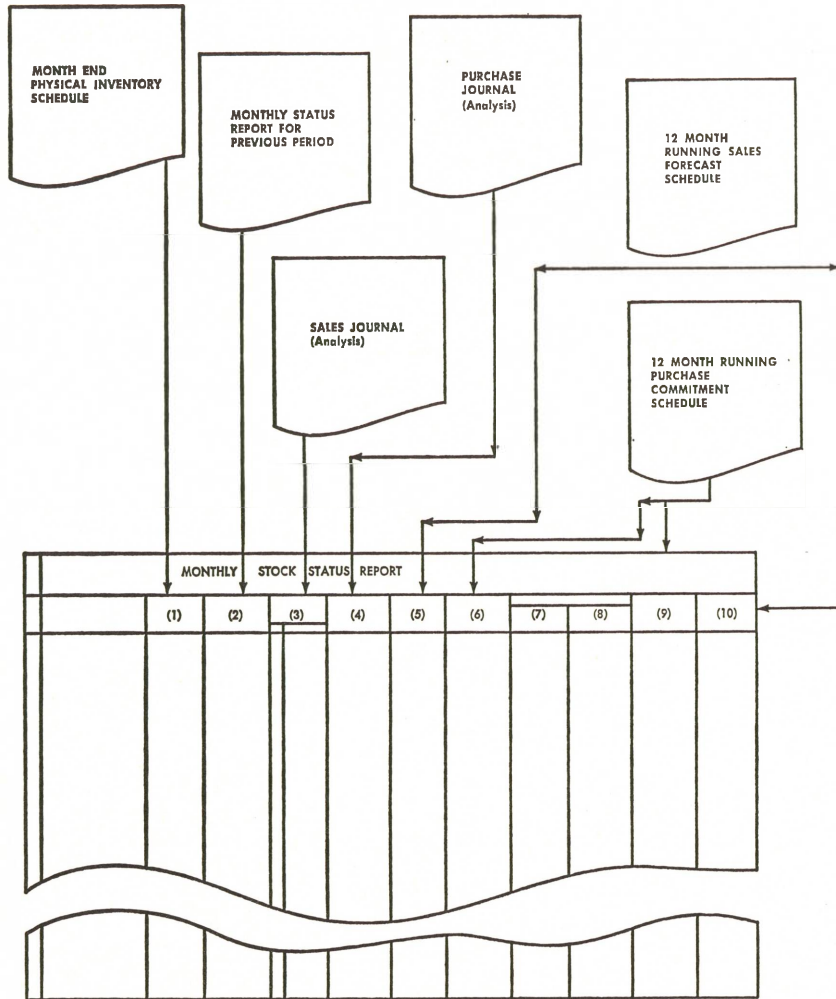 MONTH END
PHYSICAL INVENTORY
SCHEDULE
MONTHLY STATUS
REPORT FOR
PREVIOUS PERIOD
PURCHASE
JOURNAL
(Analysis)
12 MONTH
RUNNING SALES
FORECAST
SCHEDULE
SALES JOURNAL
(Analysis)
12 MONTH RUNNING
PURCHASE
COMMITMENT
SCHEDULE
MONTHLY STOCK STATUS REPORT
(1) (2) (3) (4) (5) (6) (7) (8) (9) (10)